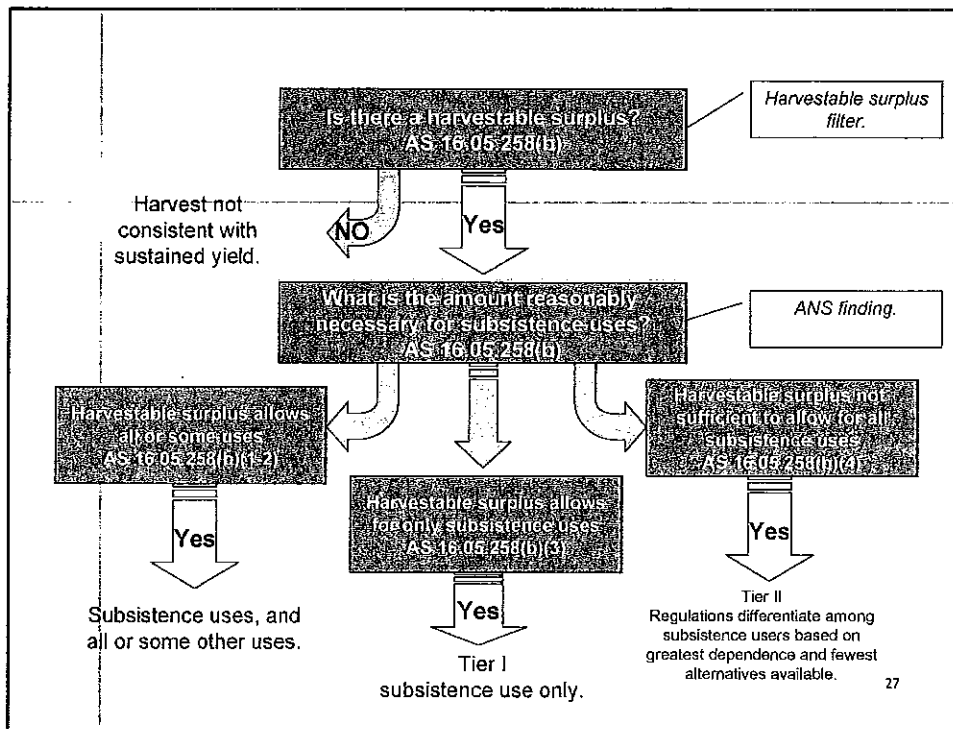 Is there a harvestable surplus?
AS 16.05.258(b)
Harvestable surplus
filter.
Harvest not
consistent with
sustained yield.
NO
Yes
What is the amount reasonably
necessary for subsistence uses?
AS 16.05.258(b)
ANS finding.
Harvestable surplus allows
all or some uses
AS 16.05.258(b)(1-2)
Harvestable surplus allows
for only subsistence uses
AS 16.05.258(b)(3)
Harvestable surplus not
sufficient to allow for all
subsistence uses
AS 16.05.258(b)(4)
Yes
Yes
Yes
Subsistence uses, and
all or some other uses.
Tier I
subsistence use only.
Tier II
Regulations differentiate among
subsistence users based on
greatest dependence and fewest
alternatives available.
27